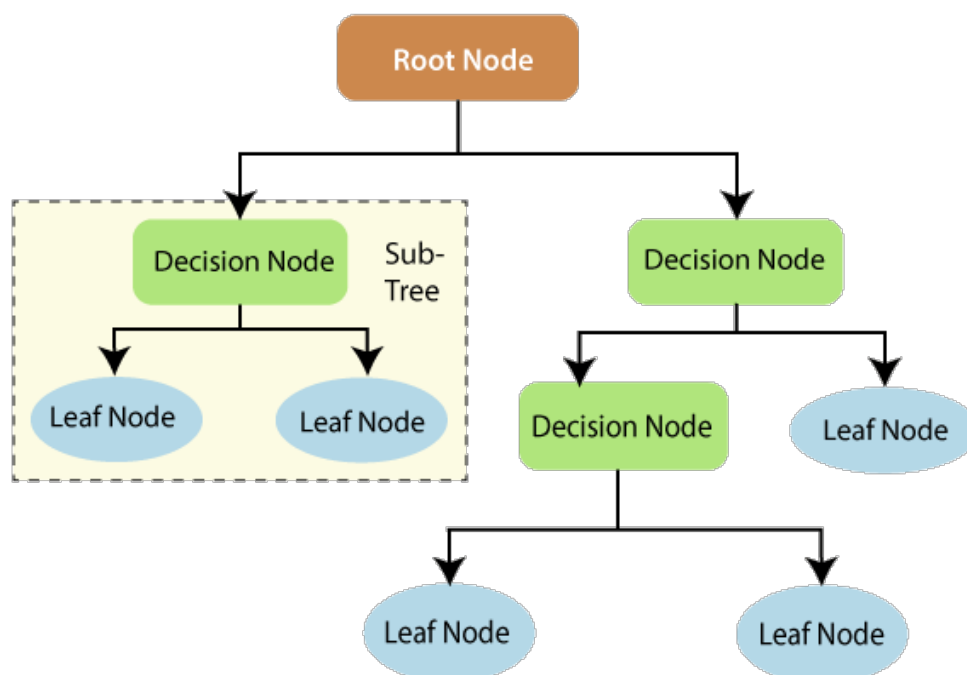 Root Node
Decision Node
Sub-
Tree
Decision Node
Leaf Node
Leaf Node
Decision Node
Leaf Node
Leaf Node
Leaf Node